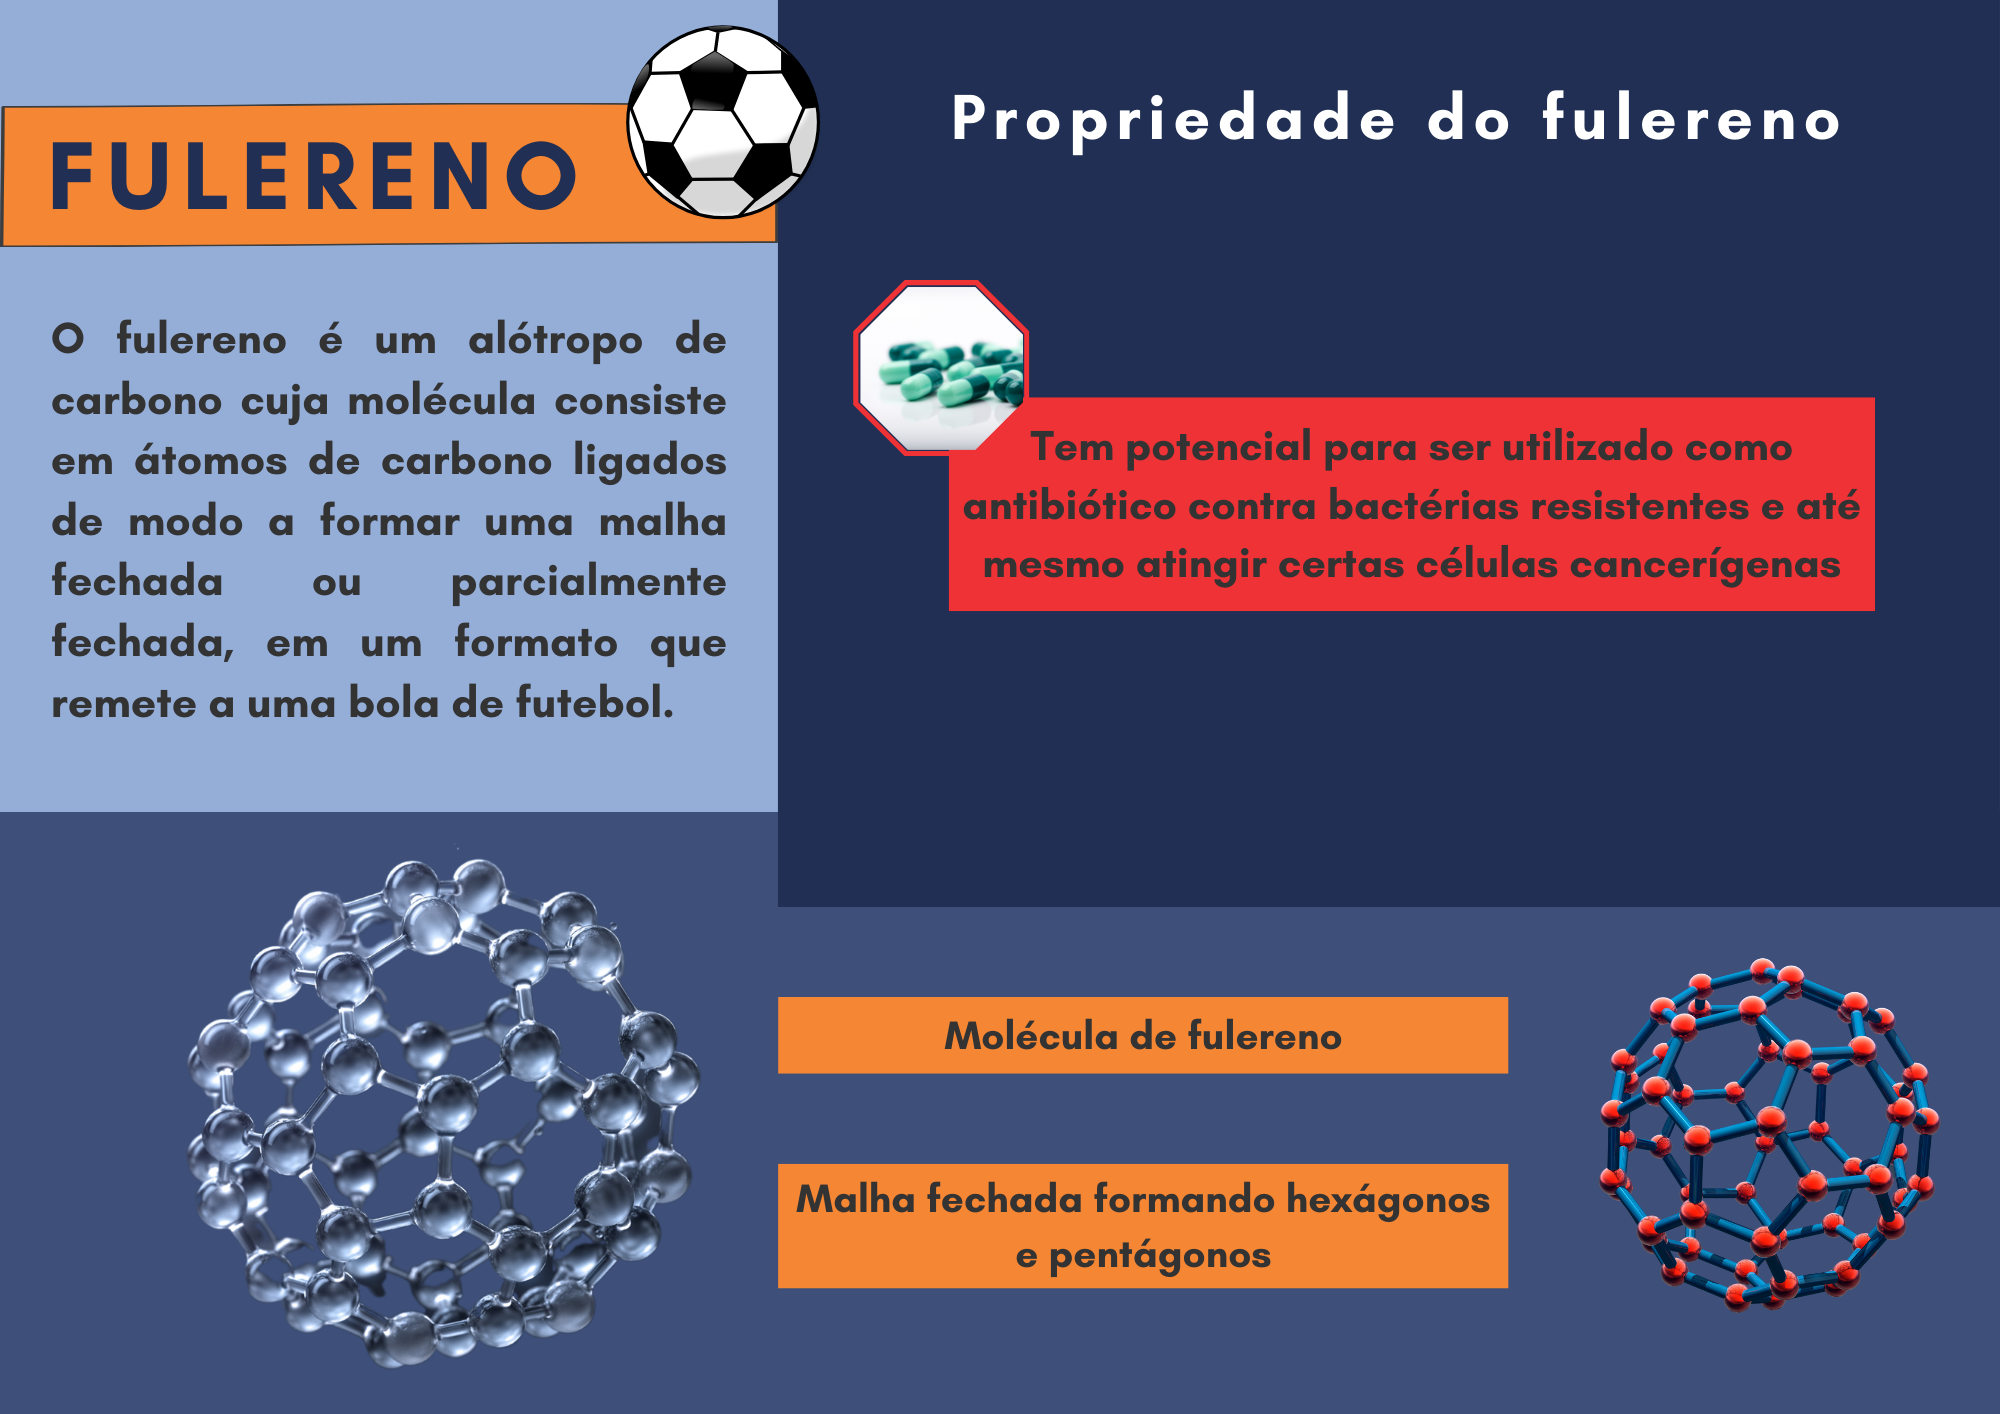 FULERENO
O fulereno é um alótropo de
carbono cuja molécula consiste
em átomos de carbono ligados
de modo a formar uma malha
fechada ou parcialmente
fechada, em um formato que
remete a uma bola de futebol.
Propriedade do fulereno
Tem potencial para ser utilizado como
antibiótico contra bactérias resistentes e até
mesmo atingir certas células cancerígenas
Molécula de fulereno
Malha fechada formando hexágonos
e pentágonos